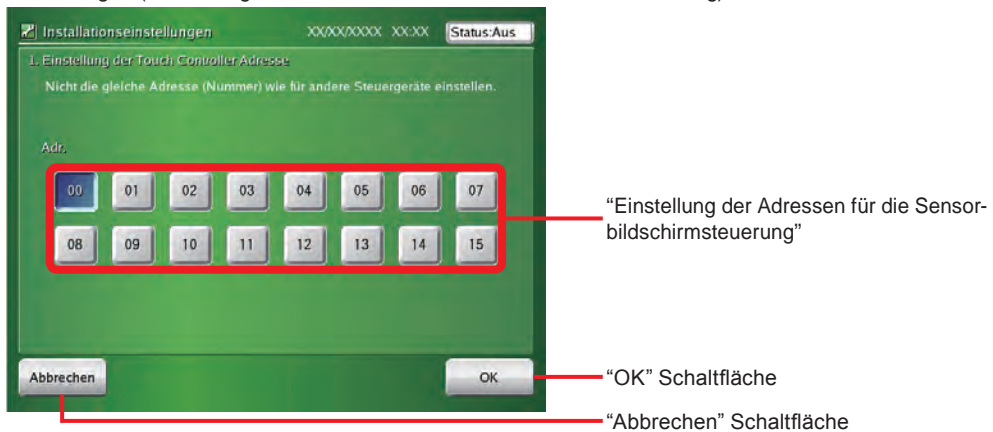 Installationseinstellungen XX/XX/XXXX XX:XX Status:Aus
1. Einstellung der Touch Controller Adresse
Nicht die gleiche Adresse (Nummer) wie für andere Steuergeräte einstellen.
Adr.
00 01 02 03 04 05 06 07
08 09 10 11 12 13 14 15
“Einstellung der Adressen für die Sensor-
bildschirmsteuerung”
Abbrechen OK
“OK” Schaltfläche
“Abbrechen” Schaltfläche